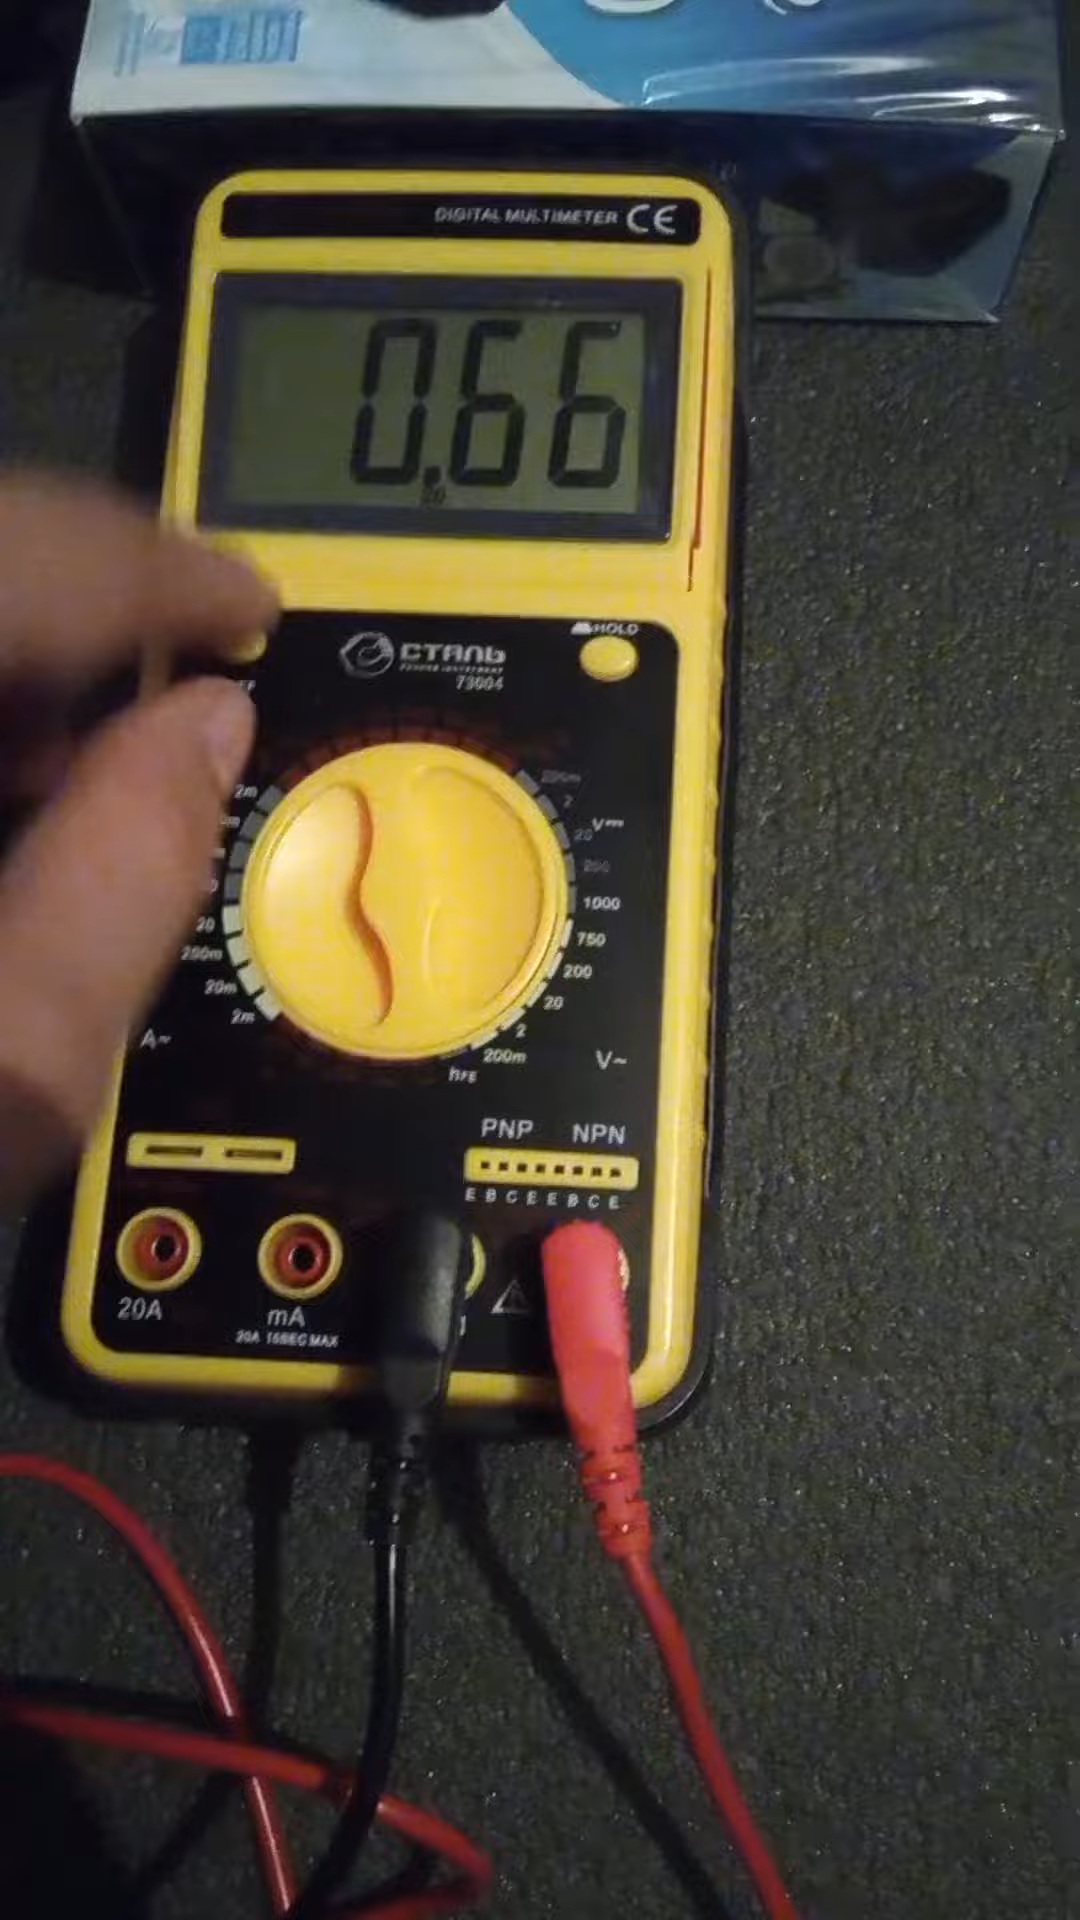 DIGITAL MULTIMETER CE
0.66
HOLD
СТАЛЬ
73004
2m
200m
2
V⎓
20
200
1000
20
750
200m
200
20m
20
2m
2
A~
200m
V~
hFE
PNP NPN
E B C E E B C E
20A
mA
20A 15SEC MAX